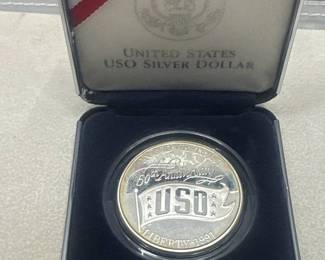 UNITED STATES
USO SILVER DOLLAR
50th Anniversary
USO
LIBERTY 1991